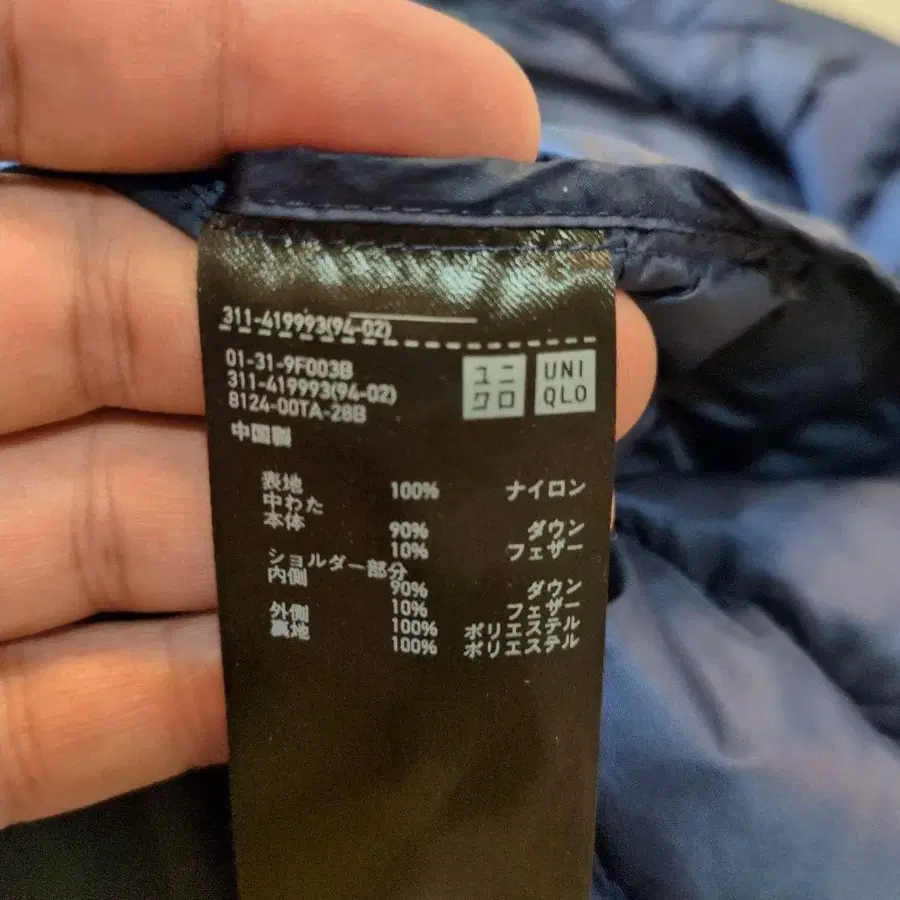 311-419993(94-02)
01-31-9F003B
311-419993(94-02)
8124-00TA-28B
中国製
ユニ
クロ
UNI
QLO
表地 100% ナイロン
中わた
本体 90% ダウン
10% フェザー
ショルダー部分
内側 90% ダウン
10% フェザー
外側 100% ポリエステル
裏地 100% ポリエステル